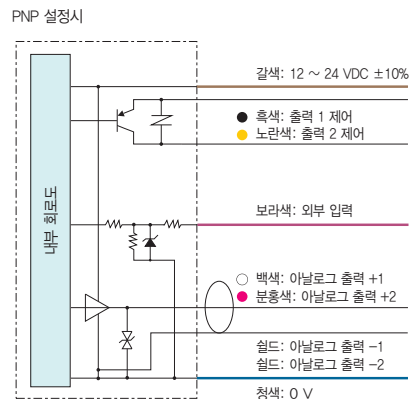 PNP 설정시
갈색: 12 ~ 24 VDC ±10%
흑색: 출력 1 제어
노란색: 출력 2 제어
내부 회로도
보라색: 외부 입력
백색: 아날로그 출력 +1
분홍색: 아날로그 출력 +2
쉴드: 아날로그 출력 −1
쉴드: 아날로그 출력 −2
청색: 0 V